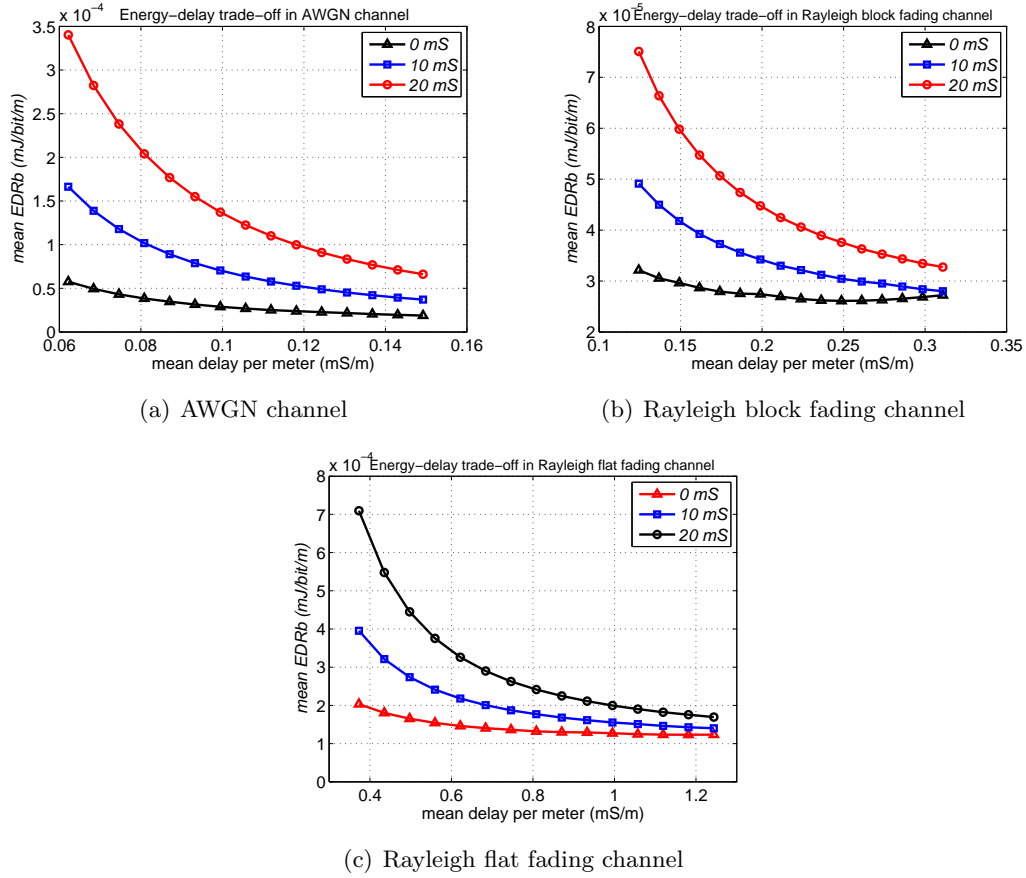 x 10⁻⁴
Energy−delay trade−off in AWGN channel
3.5
3
2.5
2
1.5
1
0.5
0
mean EDRb (mJ/bit/m)
0 mS
10 mS
20 mS
0.06 0.08 0.1 0.12 0.14 0.16
mean delay per meter (mS/m)
(a) AWGN channel
x 10⁻⁵
Energy−delay trade−off in Rayleigh block fading channel
8
7
6
5
4
3
2
mean EDRb (mJ/bit/m)
0 mS
10 mS
20 mS
0.1 0.15 0.2 0.25 0.3 0.35
mean delay per meter (mS/m)
(b) Rayleigh block fading channel
x 10⁻⁴
Energy−delay trade−off in Rayleigh flat fading channel
8
7
6
5
4
3
2
1
0
mean EDRb (mJ/bit/m)
0 mS
10 mS
20 mS
0.4 0.6 0.8 1 1.2
mean delay per meter (mS/m)
(c) Rayleigh flat fading channel